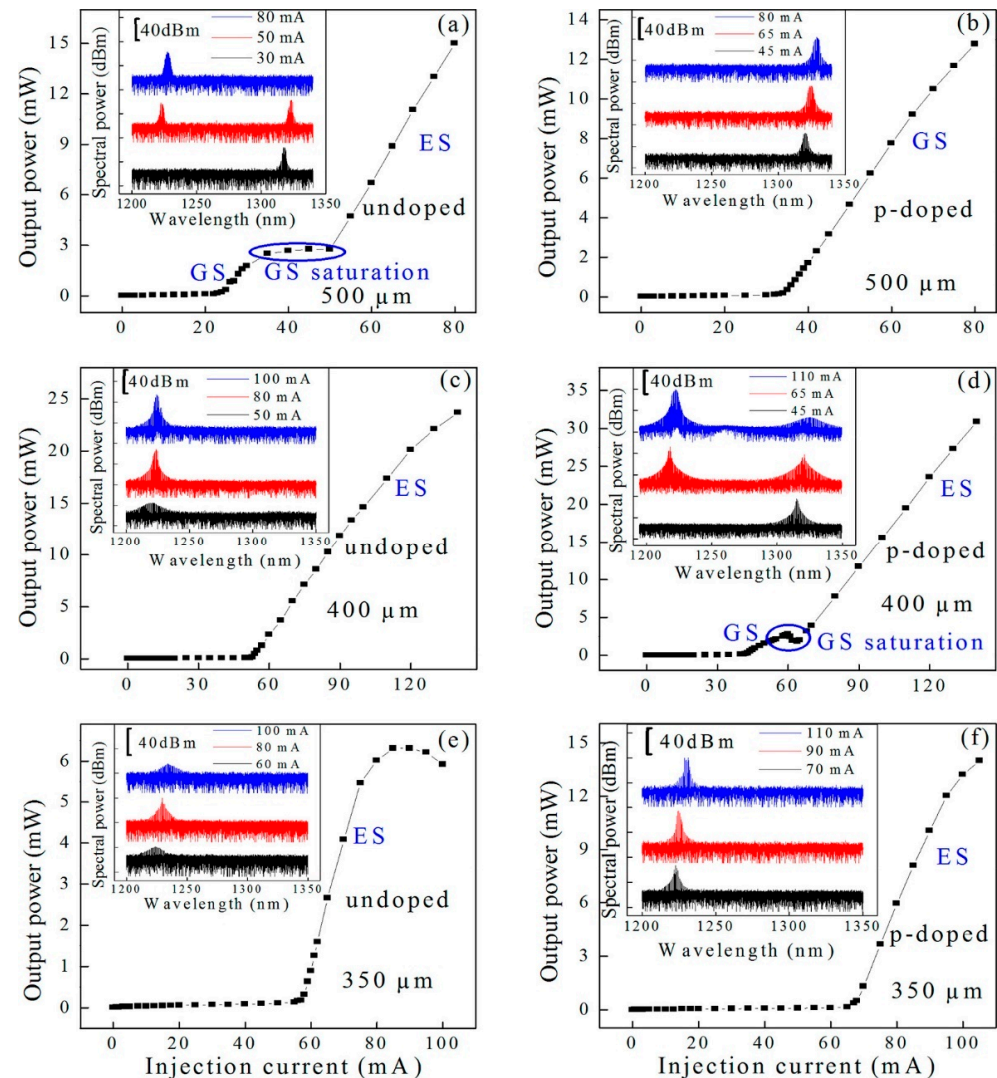 (a)
40dBm
80 mA
50 mA
30 mA
Spectral power (dBm)
1200 1250 1300 1350
Wavelength (nm)
Output power (mW)
15
12
9
6
3
0
ES
undoped
GS
GS saturation
500 μm
0 20 40 60 80
(b)
40dBm
80 mA
65 mA
45 mA
Spectral power (dBm)
1200 1250 1300 1350
Wavelength (nm)
Output power (mW)
14
12
10
8
6
4
2
0
GS
p-doped
500 μm
0 20 40 60 80
(c)
40dBm
100 mA
80 mA
50 mA
Spectral power (dBm)
1200 1250 1300 1350
Wavelength (nm)
Output power (mW)
25
20
15
10
5
0
ES
undoped
400 μm
0 30 60 90 120
(d)
40dBm
110 mA
65 mA
45 mA
Spectral power (dBm)
1200 1250 1300 1350
Wavelength (nm)
Output power (mW)
35
30
25
20
15
10
5
0
ES
p-doped
400 μm
GS
GS saturation
0 30 60 90 120
(e)
40dBm
100 mA
80 mA
60 mA
Spectral power (dBm)
1200 1250 1300 1350
Wavelength (nm)
Output power (mW)
6
5
4
3
2
1
0
ES
undoped
350 μm
0 20 40 60 80 100
Injection current (mA)
(f)
40dBm
110 mA
90 mA
70 mA
Spectral power (dBm)
1200 1250 1300 1350
Wavelength (nm)
Output power (mW)
15
12
9
6
3
0
ES
p-doped
350 μm
0 20 40 60 80 100
Injection current (mA)